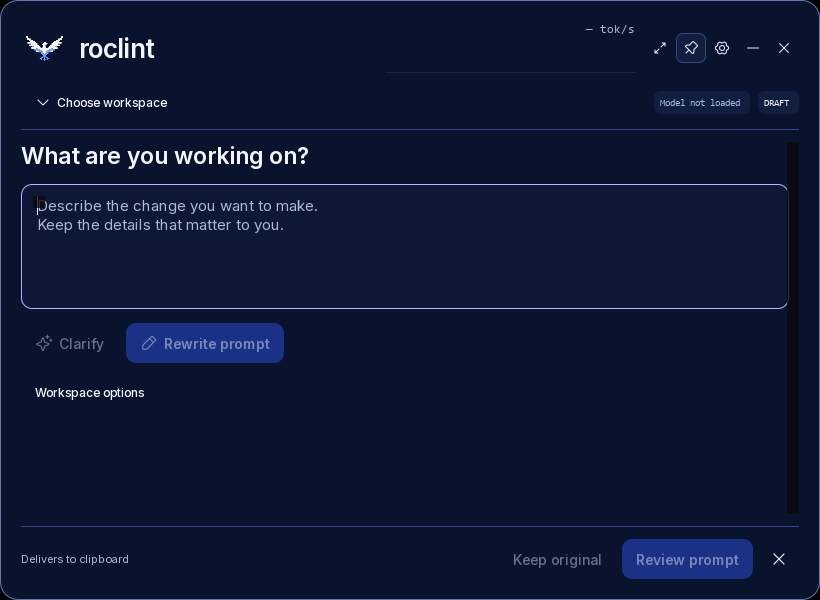 — tok/s
roclint
Choose workspace
Model not loaded
DRAFT
What are you working on?
Describe the change you want to make.
Keep the details that matter to you.
Clarify
Rewrite prompt
Workspace options
Delivers to clipboard
Keep original
Review prompt